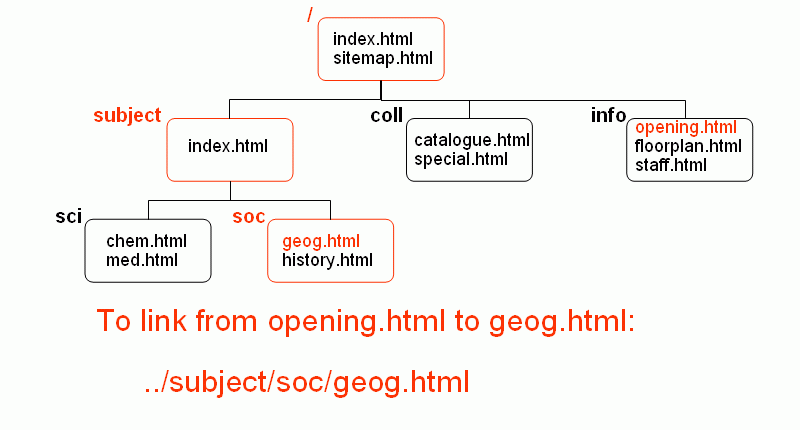 /
index.html
sitemap.html
subject
index.html
coll
catalogue.html
special.html
info
opening.html
floorplan.html
staff.html
sci
chem.html
med.html
soc
geog.html
history.html
To link from opening.html to geog.html:
../subject/soc/geog.html